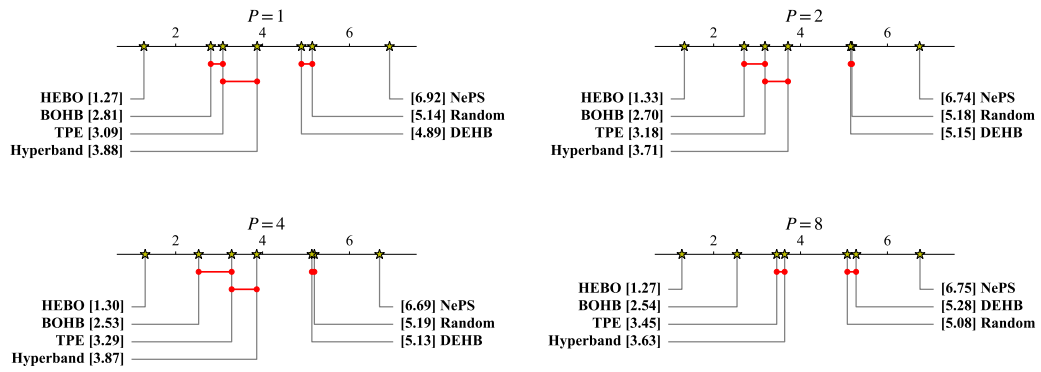 P = 1
2 4 6
HEBO [1.27]
BOHB [2.81]
TPE [3.09]
Hyperband [3.88]
[6.92] NePS
[5.14] Random
[4.89] DEHB
P = 2
2 4 6
HEBO [1.33]
BOHB [2.70]
TPE [3.18]
Hyperband [3.71]
[6.74] NePS
[5.18] Random
[5.15] DEHB
P = 4
2 4 6
HEBO [1.30]
BOHB [2.53]
TPE [3.29]
Hyperband [3.87]
[6.69] NePS
[5.19] Random
[5.13] DEHB
P = 8
2 4 6
HEBO [1.27]
BOHB [2.54]
TPE [3.45]
Hyperband [3.63]
[6.75] NePS
[5.28] DEHB
[5.08] Random